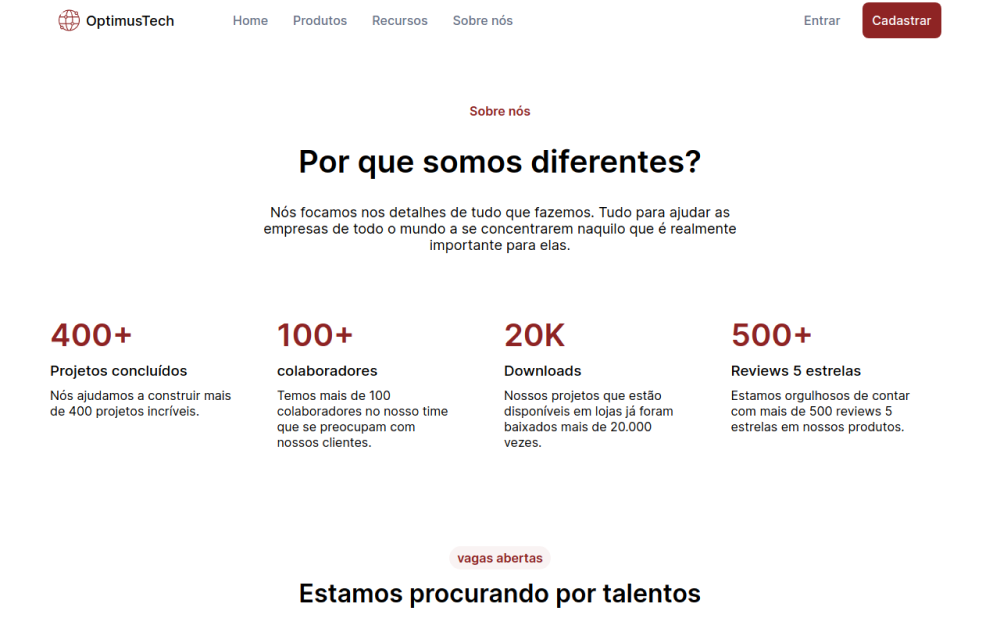 OptimusTech Home Produtos Recursos Sobre nós Entrar Cadastrar
Sobre nós
Por que somos diferentes?
Nós focamos nos detalhes de tudo que fazemos. Tudo para ajudar as
empresas de todo o mundo a se concentrarem naquilo que é realmente
importante para elas.
400+
Projetos concluídos
Nós ajudamos a construir mais
de 400 projetos incríveis.
100+
colaboradores
Temos mais de 100
colaboradores no nosso time
que se preocupam com
nossos clientes.
20K
Downloads
Nossos projetos que estão
disponíveis em lojas já foram
baixados mais de 20.000
vezes.
500+
Reviews 5 estrelas
Estamos orgulhosos de contar
com mais de 500 reviews 5
estrelas em nossos produtos.
vagas abertas
Estamos procurando por talentos